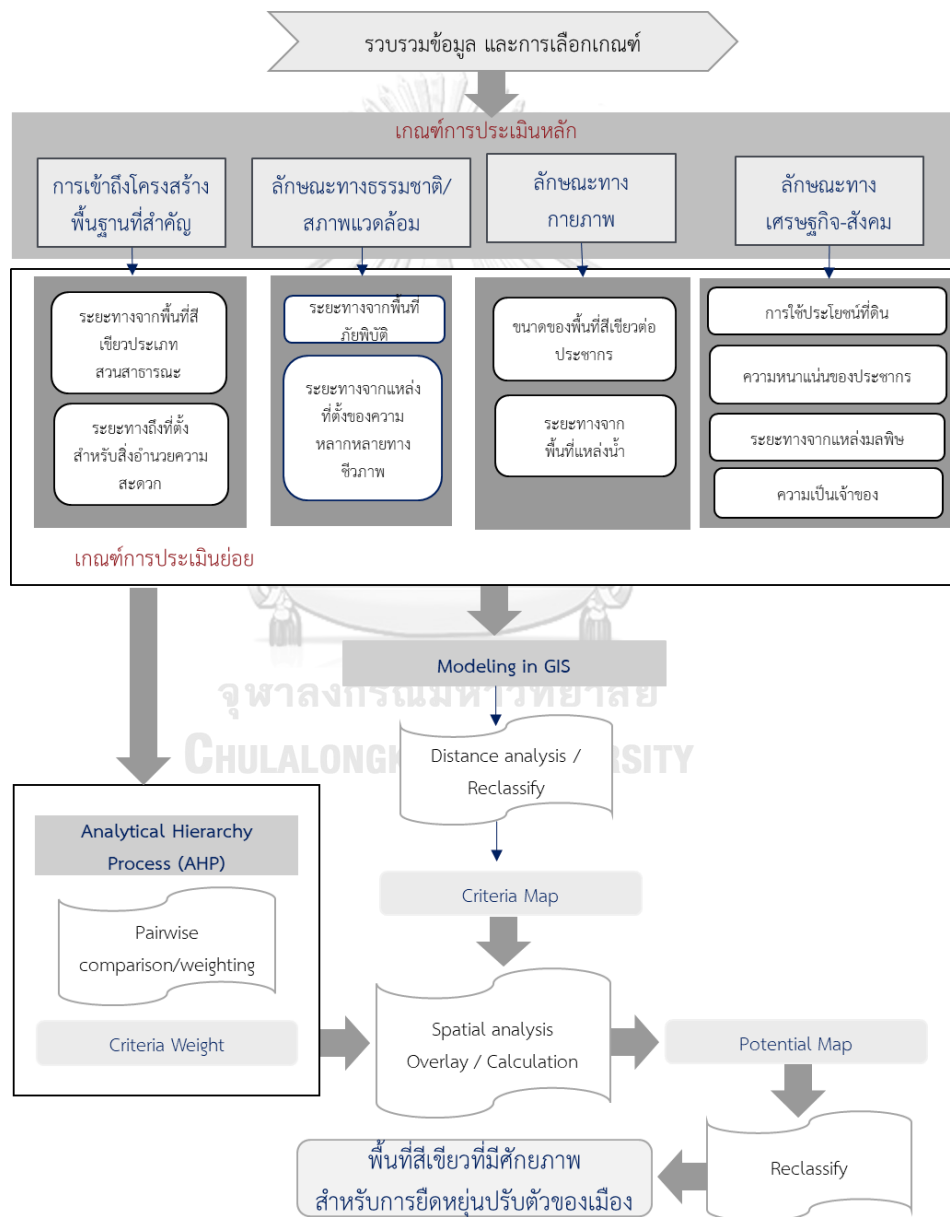 รวบรวมข้อมูล และการเลือกเกณฑ์
เกณฑ์การประเมินหลัก
การเข้าถึงโครงสร้าง
พื้นฐานที่สำคัญ
ลักษณะทางธรรมชาติ/
สภาพแวดล้อม
ลักษณะทาง
กายภาพ
ลักษณะทาง
เศรษฐกิจ-สังคม
ระยะทางจากพื้นที่สี
เขียวประเภท
สวนสาธารณะ
ระยะทางถึงที่ตั้ง
สำหรับสิ่งอำนวยความ
สะดวก
ระยะทางจากพื้นที่
ภัยพิบัติ
ระยะทางจากแหล่ง
ที่ตั้งของความ
หลากหลายทาง
ชีวภาพ
ขนาดของพื้นที่สีเขียวต่อ
ประชากร
ระยะทางจาก
พื้นที่แหล่งน้ำ
การใช้ประโยชน์ที่ดิน
ความหนาแน่นของประชากร
ระยะทางจากแหล่งมลพิษ
ความเป็นเจ้าของ
เกณฑ์การประเมินย่อย
Modeling in GIS
จุฬาลงกรณ์มหาวิทยาลัย
Distance analysis /
Reclassify
Analytical Hierarchy
Process (AHP)
Pairwise
comparison/weighting
Criteria Weight
Criteria Map
Spatial analysis
Overlay / Calculation
Potential Map
Reclassify
พื้นที่สีเขียวที่มีศักยภาพ
สำหรับการยืดหยุ่นปรับตัวของเมือง